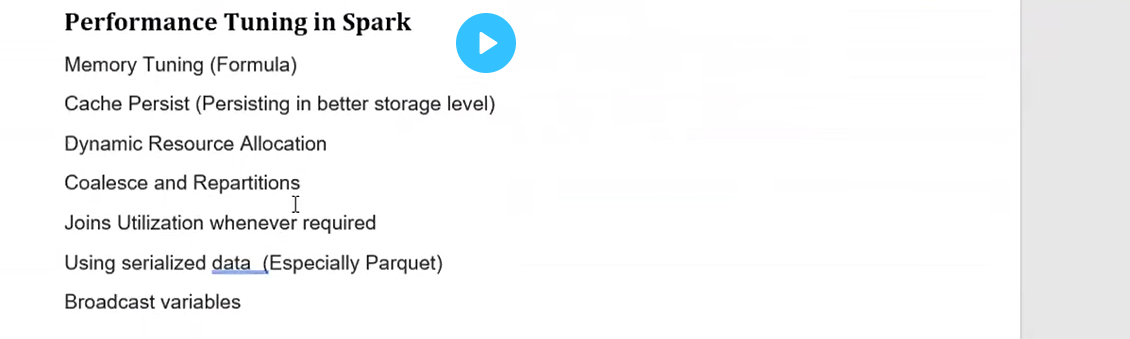 Performance Tuning in Spark
Memory Tuning (Formula)
Cache Persist (Persisting in better storage level)
Dynamic Resource Allocation
Coalesce and Repartitions
Joins Utilization whenever required
Using serialized data  (Especially Parquet)
Broadcast variables